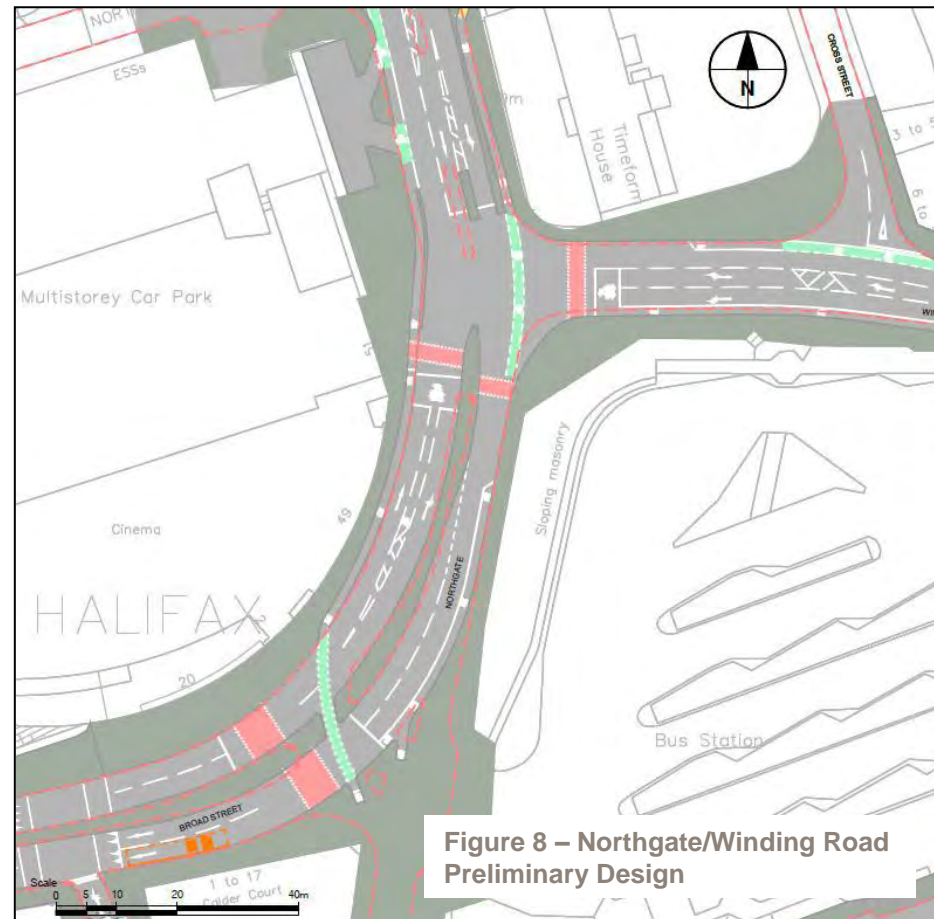 NOR
ESSs
N
CROSS STREET
3 to
6 to
Timeform
House
Multistorey Car Park
51
WI
Sloping masonry
Cinema
49
NORTHGATE
HALIFAX
20
Bus Station
BROAD STREET
Figure 8 – Northgate/Winding Road
Preliminary Design
1 to 17
Calder Court
Scale
0 5 10 20 40m